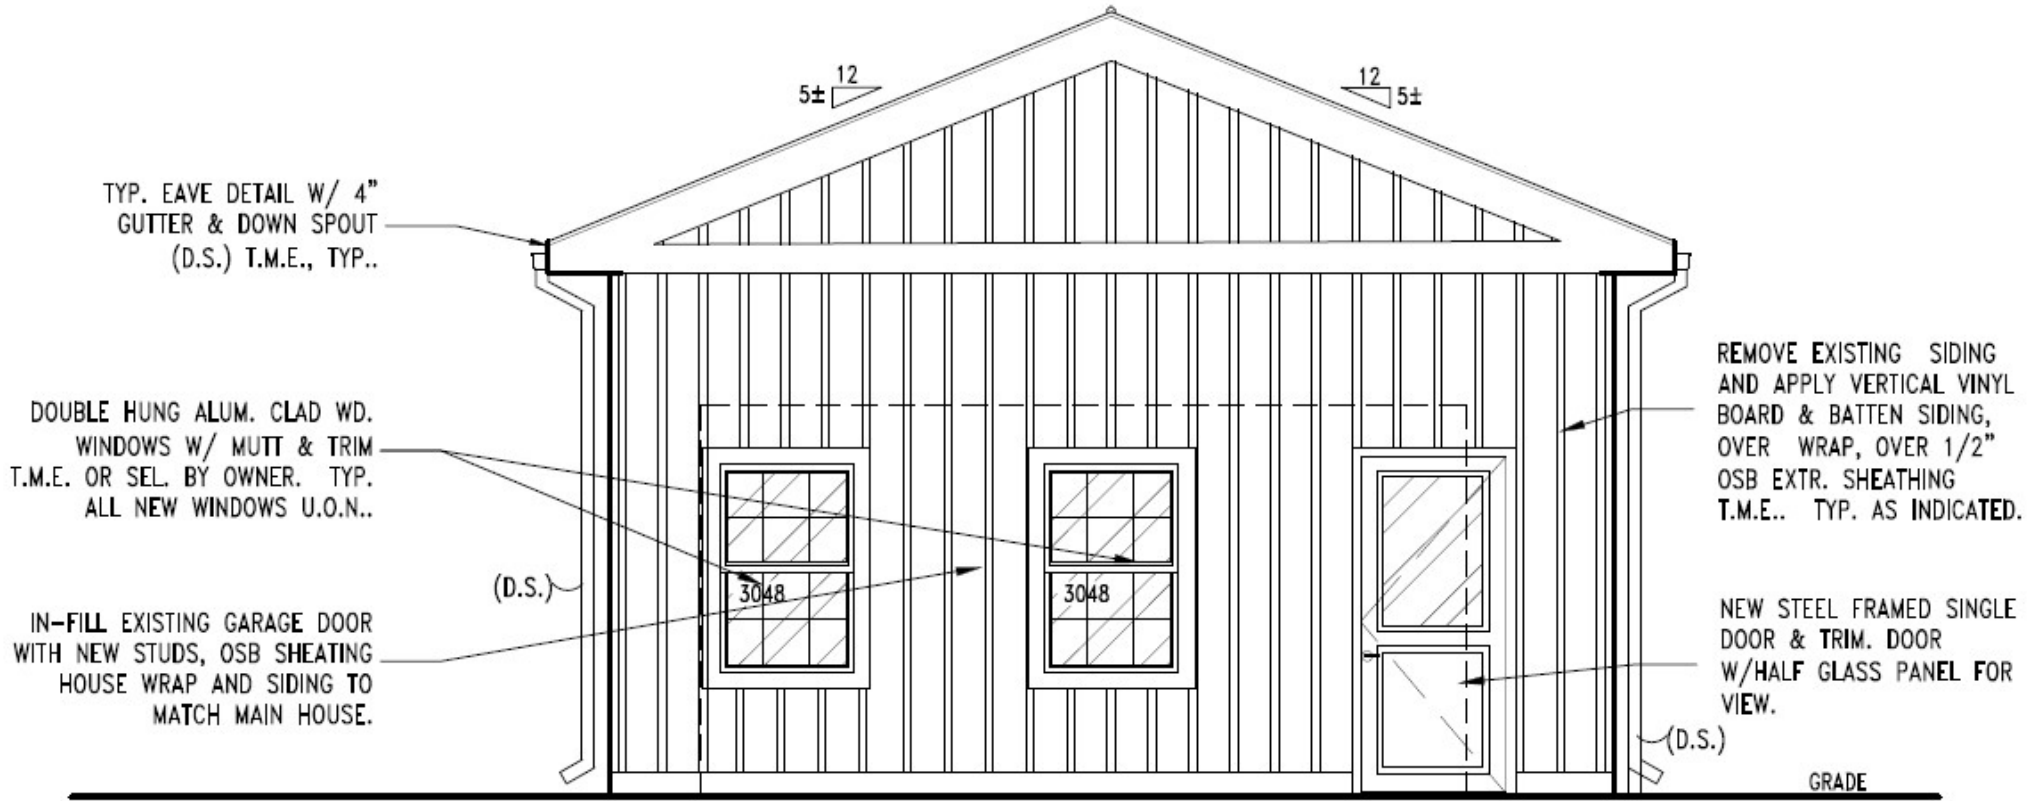 12
5±
12
5±
TYP. EAVE DETAIL W/ 4"
GUTTER & DOWN SPOUT
(D.S.) T.M.E., TYP..
DOUBLE HUNG ALUM. CLAD WD.
WINDOWS W/ MUTT & TRIM
T.M.E. OR SEL. BY OWNER. TYP.
ALL NEW WINDOWS U.O.N..
(D.S.)
IN-FILL EXISTING GARAGE DOOR
WITH NEW STUDS, OSB SHEATING
HOUSE WRAP AND SIDING TO
MATCH MAIN HOUSE.
3048
3048
REMOVE EXISTING SIDING
AND APPLY VERTICAL VINYL
BOARD & BATTEN SIDING,
OVER WRAP, OVER 1/2"
OSB EXTR. SHEATHING
T.M.E.. TYP. AS INDICATED.
NEW STEEL FRAMED SINGLE
DOOR & TRIM. DOOR
W/HALF GLASS PANEL FOR
VIEW.
(D.S.)
GRADE